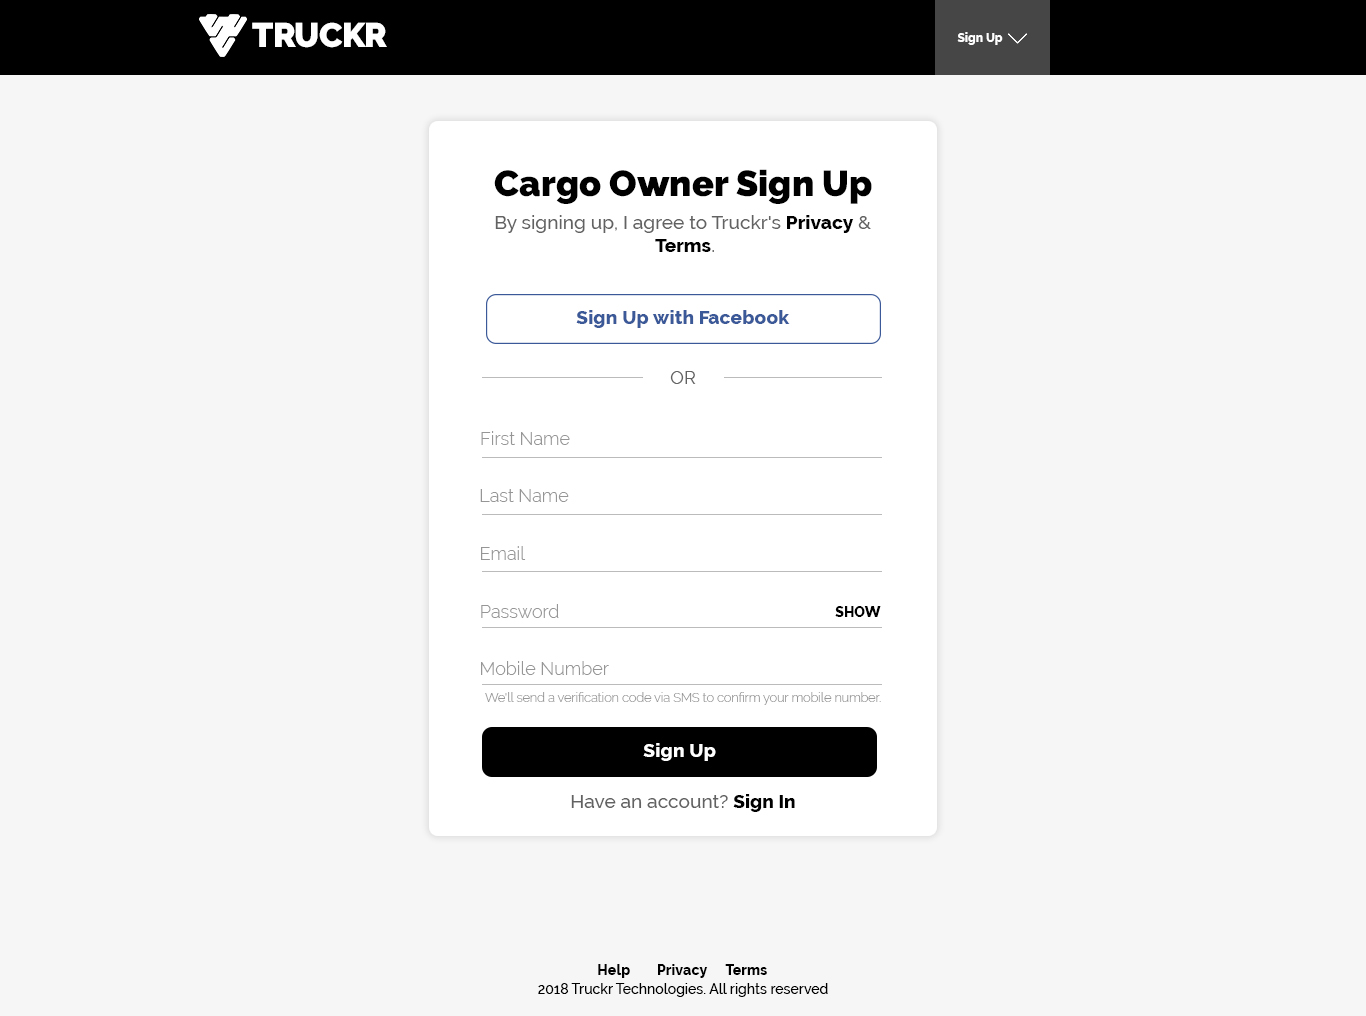 TRUCKR
Sign Up
Cargo Owner Sign Up
By signing up, I agree to Truckr's Privacy &
Terms.
Sign Up with Facebook
OR
First Name
Last Name
Email
Password SHOW
Mobile Number
We'll send a verification code via SMS to confirm your mobile number.
Sign Up
Have an account? Sign In
Help Privacy Terms
2018 Truckr Technologies. All rights reserved